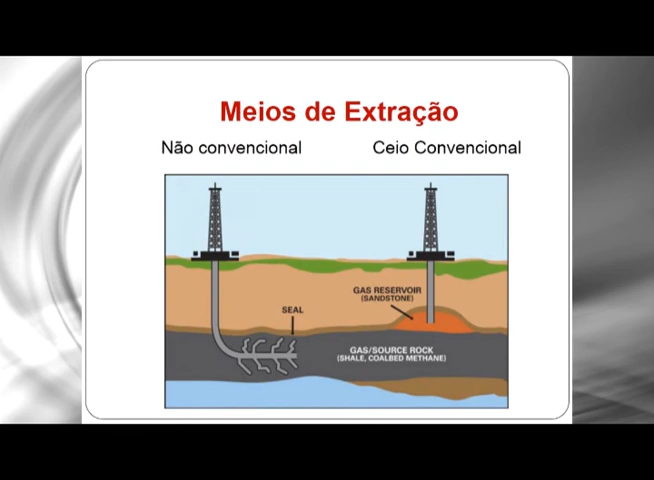 Meios de Extração
Não convencional
Ceio Convencional
GAS RESERVOIR
(SANDSTONE)
SEAL
GAS/SOURCE ROCK
(SHALE, COALBED METHANE)